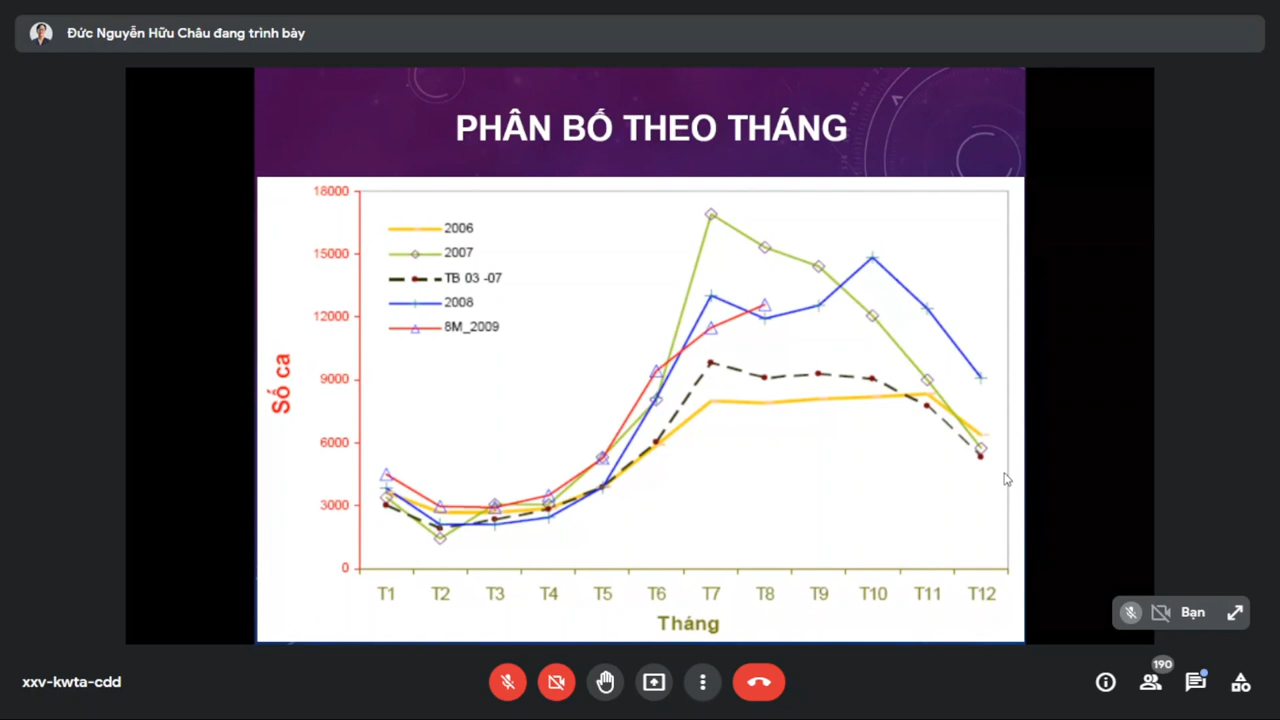 Đức Nguyễn Hữu Châu đang trình bày
PHÂN BỐ THEO THÁNG
18000
15000
12000
9000
6000
3000
0
Số ca
2006
2007
TB 03 -07
2008
8M_2009
T1 T2 T3 T4 T5 T6 T7 T8 T9 T10 T11 T12
Tháng
Bạn
xxv-kwta-cdd
190